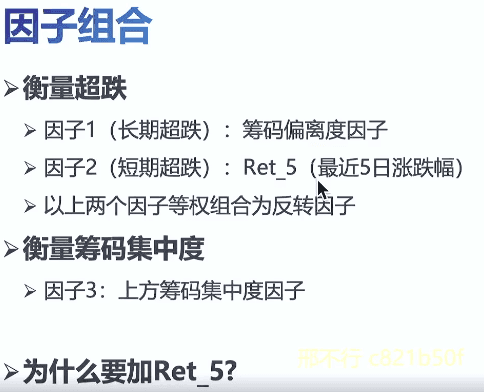 因子组合
➢衡量超跌
➢因子1（长期超跌）：筹码偏离度因子
➢因子2（短期超跌）：Ret_5（最近5日涨跌幅）
➢以上两个因子等权组合为反转因子
➢衡量筹码集中度
➢因子3：上方筹码集中度因子
邢不行 c821b50f
➢为什么要加Ret_5?